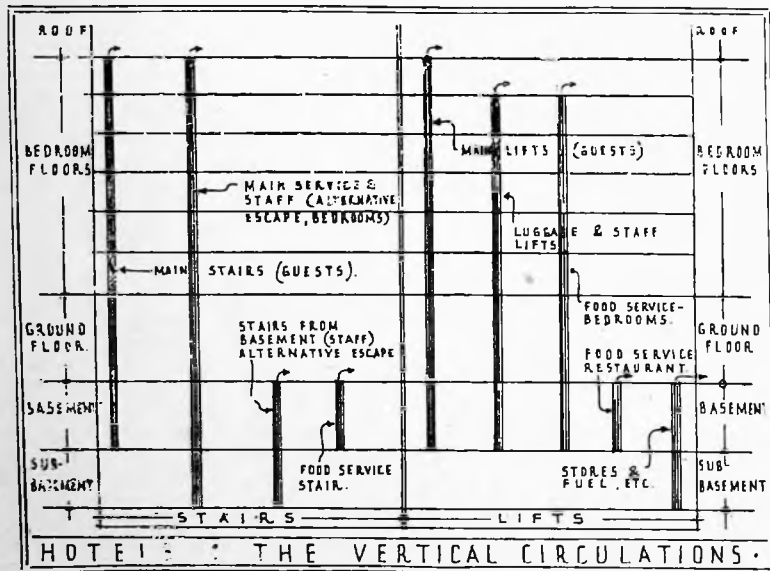 ROOF
ROOF
BEDROOM
FLOORS
MAIN SERVICE &
STAFF (ALTERNATIVE
ESCAPE, BEDROOMS)
MAIN STAIRS (GUESTS).
MAIN LIFTS (GUESTS)
LUGGAGE & STAFF
LIFTS
BEDROOM
FLOORS
FOOD SERVICE-
BEDROOMS.
GROUND
FLOOR.
STAIRS FROM
BASEMENT (STAFF)
ALTERNATIVE ESCAPE
FOOD SERVICE
RESTAURANT.
GROUND
FLOOR.
BASEMENT
BASEMENT
SUB-
BASEMENT
FOOD SERVICE
STAIR.
STORES &
FUEL, ETC.
SUB-
BASEMENT
STAIRS
LIFTS
HOTEL : THE VERTICAL CIRCULATIONS.